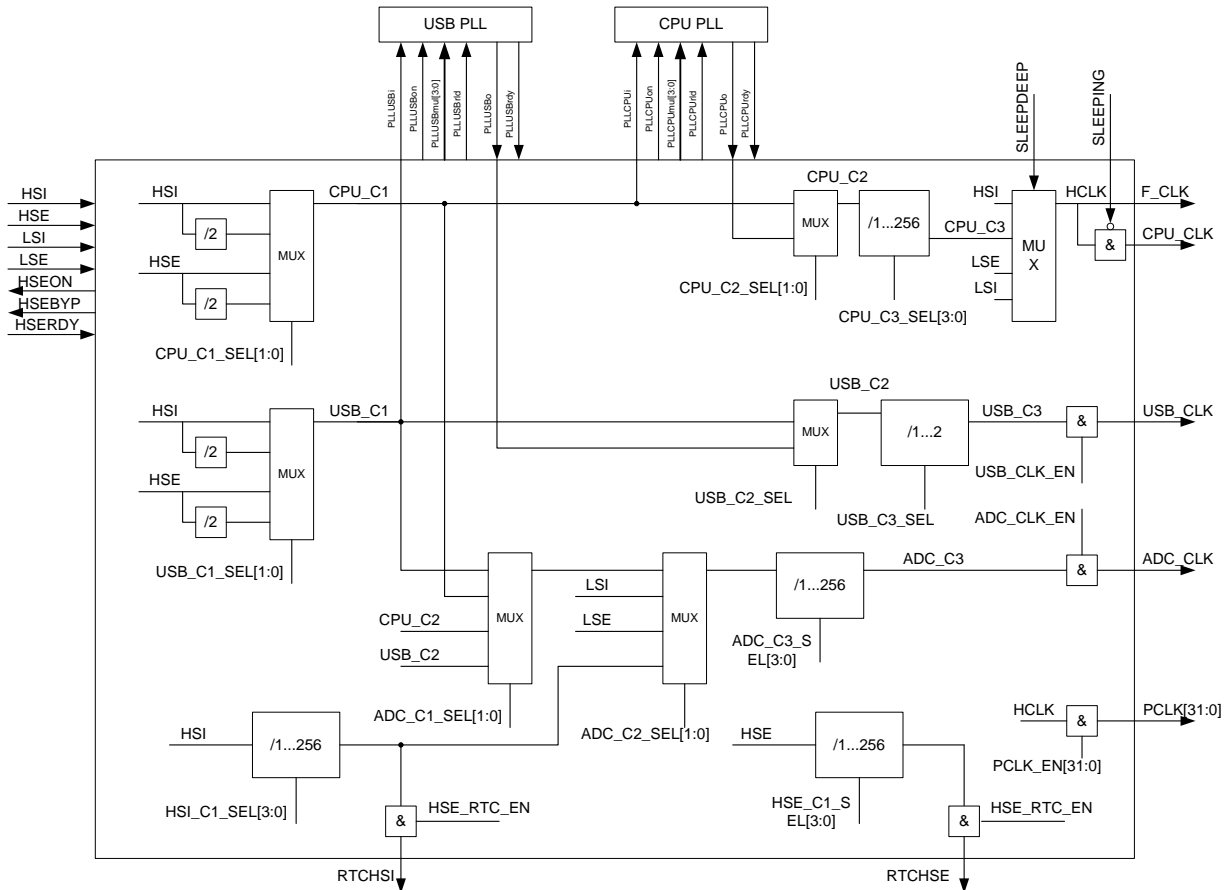 USB PLL
CPU PLL
PLLUSBi
PLLUSBon
PLLUSBmul[3:0]
PLLUSBrld
PLLUSBo
PLLUSBrdy
PLLCPUi
PLLCPUon
PLLCPUmul[3:0]
PLLCPUrld
PLLCPUo
PLLCPUrdy
SLEEPDEEP
SLEEPING
HSI
HSE
LSI
LSE
HSEON
HSEBYP
HSERDY
HSI
/2
HSE
/2
MUX
CPU_C1
CPU_C1_SEL[1:0]
CPU_C2
MUX
/1...256
CPU_C2_SEL[1:0]
CPU_C3_SEL[3:0]
HSI
CPU_C3
LSE
LSI
MU
X
HCLK
F_CLK
&
CPU_CLK
HSI
/2
HSE
/2
MUX
USB_C1
USB_C1_SEL[1:0]
USB_C2
MUX
/1...2
USB_C3
&
USB_CLK
USB_CLK_EN
USB_C2_SEL
USB_C3_SEL
ADC_CLK_EN
CPU_C2
USB_C2
MUX
ADC_C1_SEL[1:0]
LSI
LSE
MUX
ADC_C2_SEL[1:0]
/1...256
ADC_C3
&
ADC_CLK
ADC_C3_S
EL[3:0]
HCLK
&
PCLK[31:0]
PCLK_EN[31:0]
HSI
/1...256
HSI_C1_SEL[3:0]
&
HSE_RTC_EN
RTCHSI
HSE
/1...256
HSE_C1_S
EL[3:0]
&
HSE_RTC_EN
RTCHSE